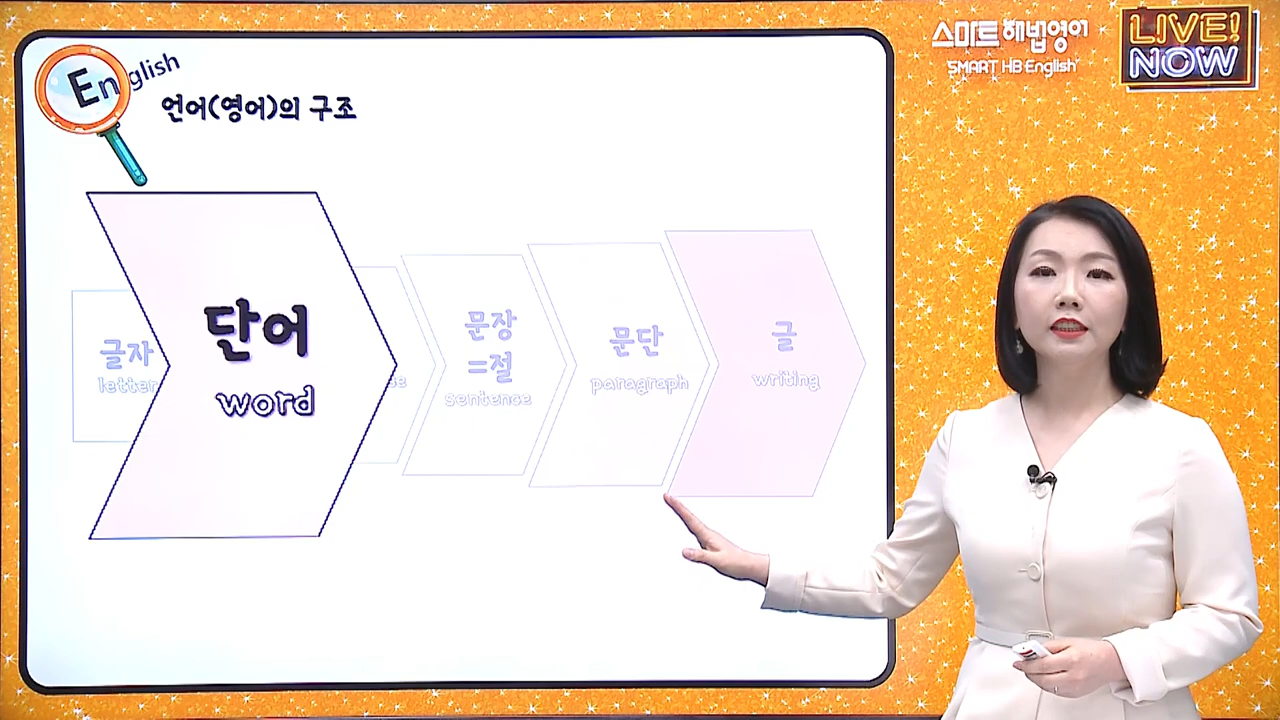 English
언어(영어)의 구조
글자
letter
단어
word
문장
=절
sentence
문단
paragraph
글
writing
스마트해법영어
SMART HB English
LIVE!
NOW